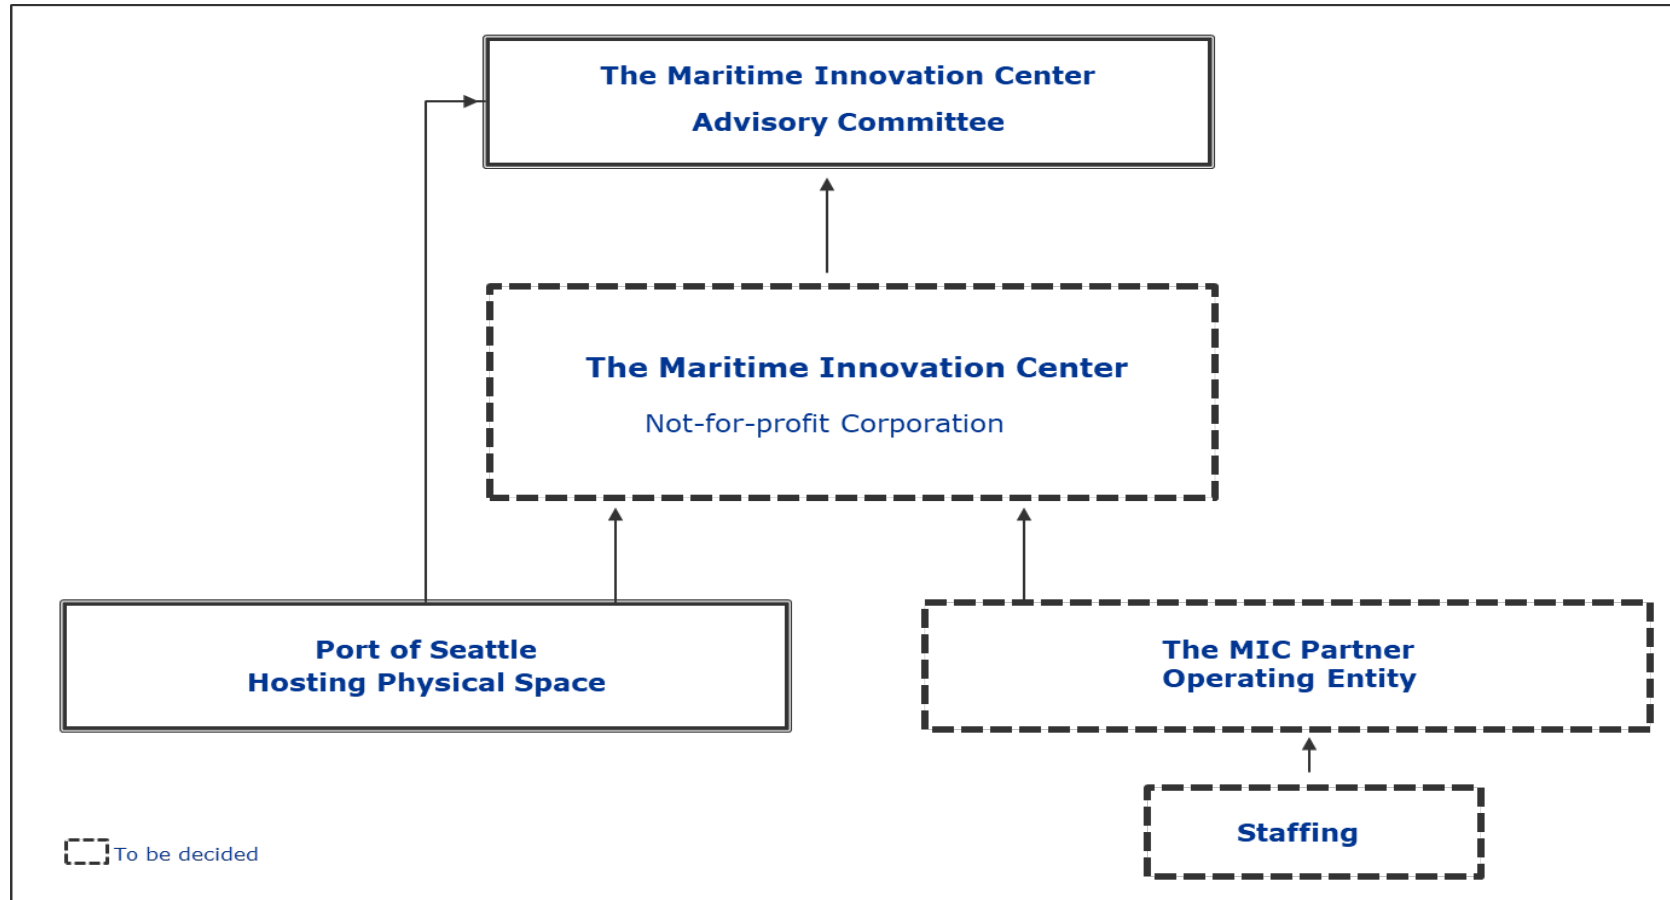 The Maritime Innovation Center
Advisory Committee
The Maritime Innovation Center
Not-for-profit Corporation
Port of Seattle
Hosting Physical Space
The MIC Partner
Operating Entity
Staffing
To be decided